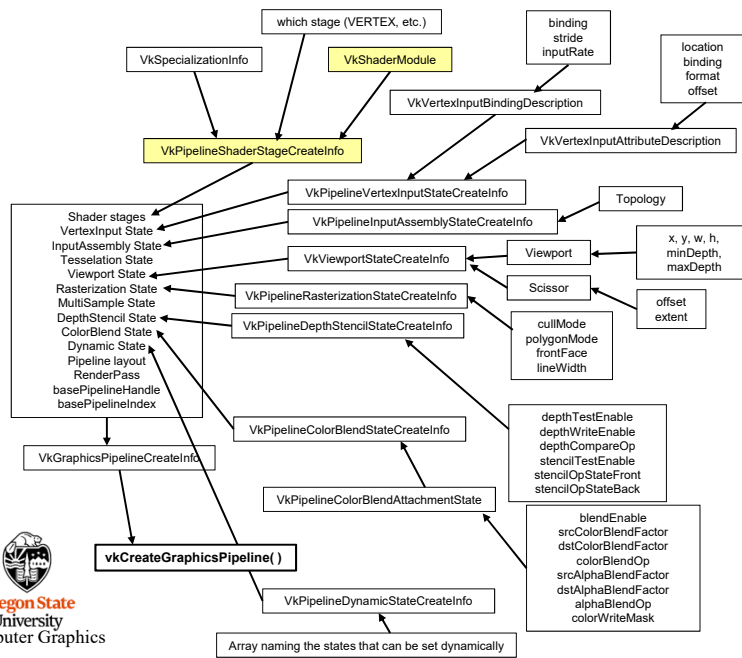 which stage (VERTEX, etc.)
binding
stride
inputRate
location
binding
format
offset
VkSpecializationInfo
VkShaderModule
VkVertexInputBindingDescription
VkPipelineShaderStageCreateInfo
VkVertexInputAttributeDescription
VkPipelineVertexInputStateCreateInfo
Topology
Shader stages
VertexInput State
InputAssembly State
Tesselation State
Viewport State
Rasterization State
MultiSample State
DepthStencil State
ColorBlend State
Dynamic State
Pipeline layout
RenderPass
basePipelineHandle
basePipelineIndex
VkPipelineInputAssemblyStateCreateInfo
VkViewportStateCreateInfo
Viewport
x, y, w, h,
minDepth,
maxDepth
Scissor
offset
extent
VkPipelineRasterizationStateCreateInfo
cullMode
polygonMode
frontFace
lineWidth
VkPipelineDepthStencilStateCreateInfo
depthTestEnable
depthWriteEnable
depthCompareOp
stencilTestEnable
stencilOpStateFront
stencilOpStateBack
VkPipelineColorBlendStateCreateInfo
VkGraphicsPipelineCreateInfo
VkPipelineColorBlendAttachmentState
blendEnable
srcColorBlendFactor
dstColorBlendFactor
colorBlendOp
srcAlphaBlendFactor
dstAlphaBlendFactor
alphaBlendOp
colorWriteMask
vkCreateGraphicsPipeline( )
VkPipelineDynamicStateCreateInfo
Array naming the states that can be set dynamically
egon State
University
puter Graphics